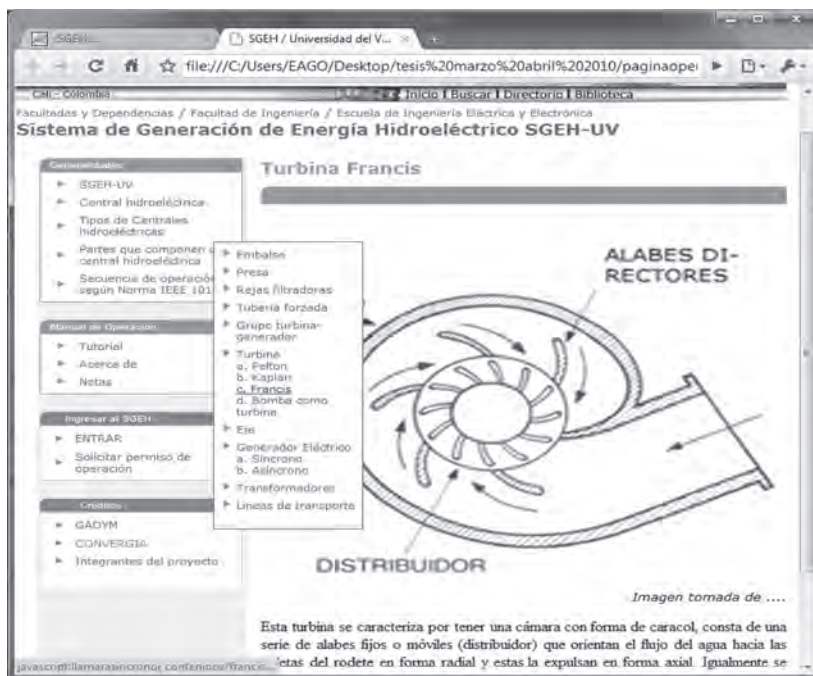 SGEH / Universidad del V...
file:///C:/Users/EAGO/Desktop/tesis%20marzo%20abril%202010/paginaope
Cali - Colombia
Inicio | Buscar | Directorio | Biblioteca
Facultades y Dependencias / Facultad de Ingeniería / Escuela de Ingeniería Eléctrica y Electrónica
Sistema de Generación de Energía Hidroeléctrico SGEH-UV
Generalidades
SGEH-UV
Central hidroeléctrica
Tipos de Centrales
hidroeléctricas
Partes que componen
central hidroeléctrica
Secuencia de operación
según Norma IEEE 101
Manual de Operación
Tutorial
Acerca de
Notas
Ingresar al SGEH
ENTRAR
Solicitar permiso de
operación
Créditos
GADYM
CONVERGIA
Integrantes del proyecto
Embalse
Presa
Rejas filtradoras
Tubería forzada
Grupo turbina-
generador
Turbina
a. Pelton
b. Kaplan
c. Francis
d. Bomba como
turbina
Eje
Generador Eléctrico
a. Síncrono
b. Asíncrono
Transformadores
Lineas de transporte
Turbina Francis
ALABES DI-
RECTORES
DISTRIBUIDOR
Imagen tomada de ....
Esta turbina se caracteriza por tener una cámara con forma de caracol, consta de una
serie de alabes fijos o móviles (distribuidor) que orientan el flujo del agua hacia las
del rodete en forma radial y estas la expulsan en forma axial. Igualmente se